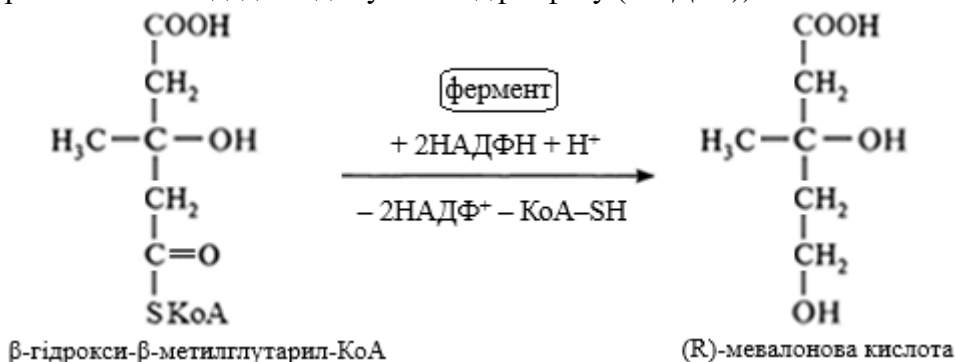 COOH COOH
CH₂ фермент CH₂
H₃C–C–OH + 2НАДФН + H⁺ H₃C–C–OH
CH₂ – 2НАДФ⁺ – КоА–SH CH₂
C=O CH₂
SKoA OH
β-гідрокси-β-метилглутарил-КоА (R)-мевалонова кислота